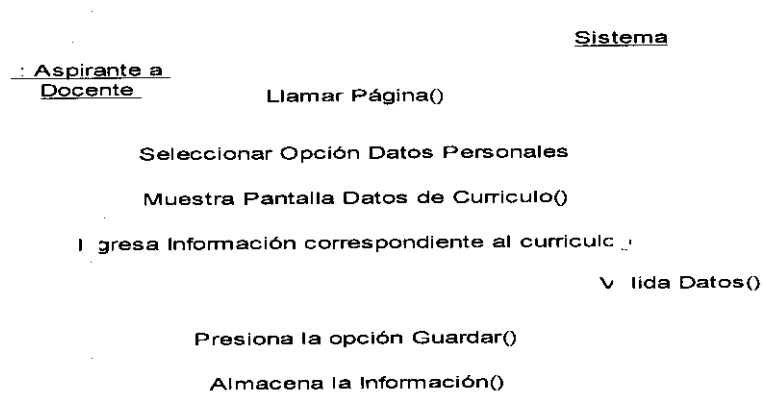 Sistema
: Aspirante a
Docente
Llamar Página()
Seleccionar Opción Datos Personales
Muestra Pantalla Datos de Curriculo()
Información correspondiente al
Datos()
Presiona la opción Guardar()
Almacena la Información()